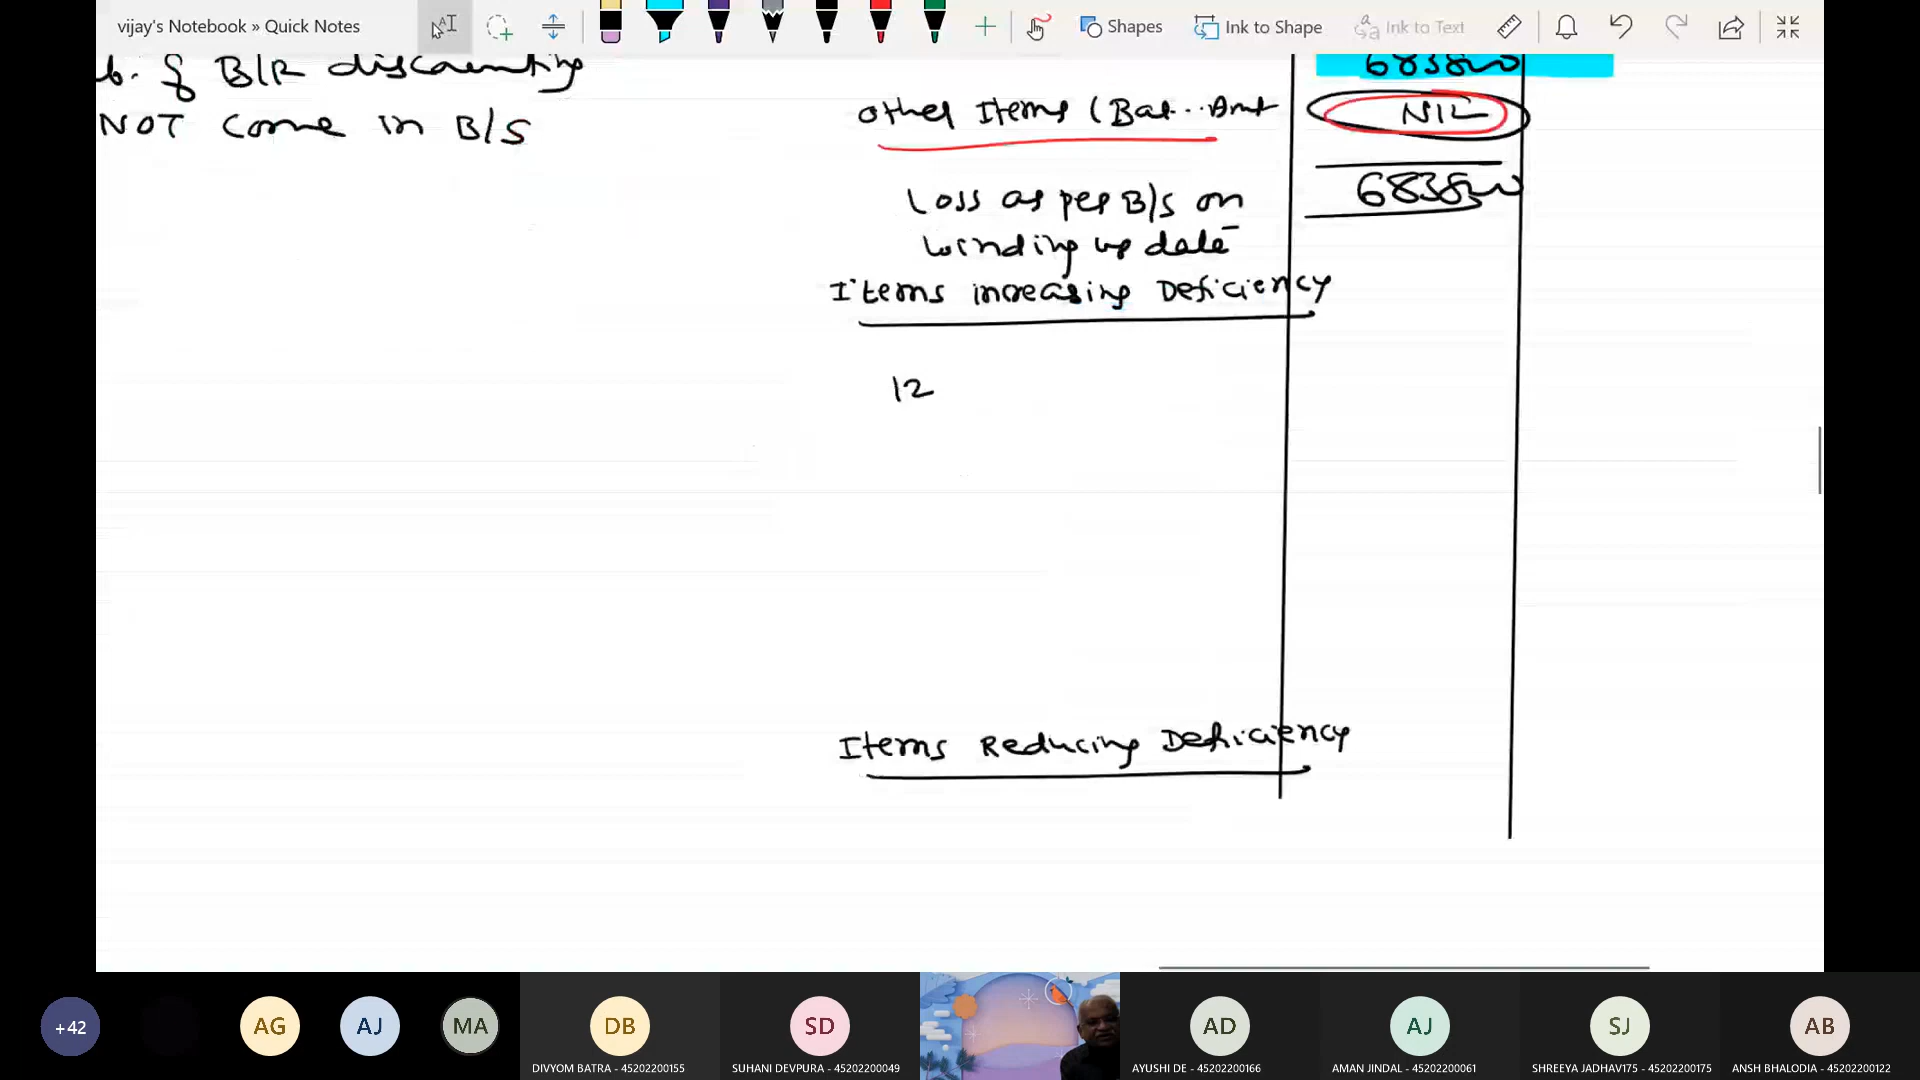 vijay's Notebook » Quick Notes
Shapes
Ink to Shape
Ink to Text
b. of B/R discounting
NOT come in B/S
683800
Other Items (Bal...Amt
NIL
Loss as per B/S on
683800
Winding up date
Items increasing Deficiency
12
Items Reducing Deficiency
+42
AG
AJ
MA
DB
DIVYOM BATRA - 45202200155
SD
SUHANI DEVPURA - 45202200049
AD
AYUSHI DE - 45202200166
AJ
AMAN JINDAL - 45202200061
SJ
SHREEYA JADHAV175 - 45202200175
AB
ANSH BHALODIA - 45202200122